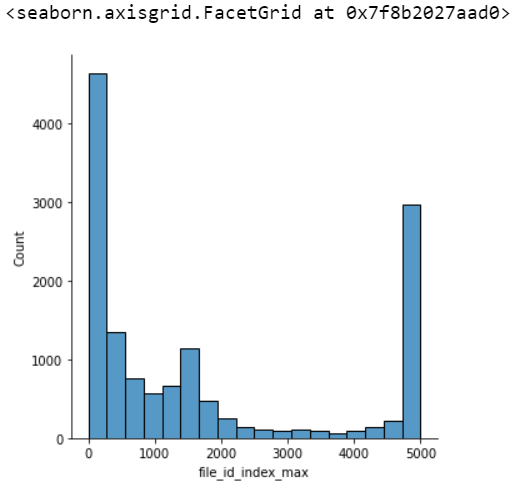 <seaborn.axisgrid.FacetGrid at 0x7f8b2027aad0>
4000
3000
2000
1000
0
Count
0 1000 2000 3000 4000 5000
file_id_index_max